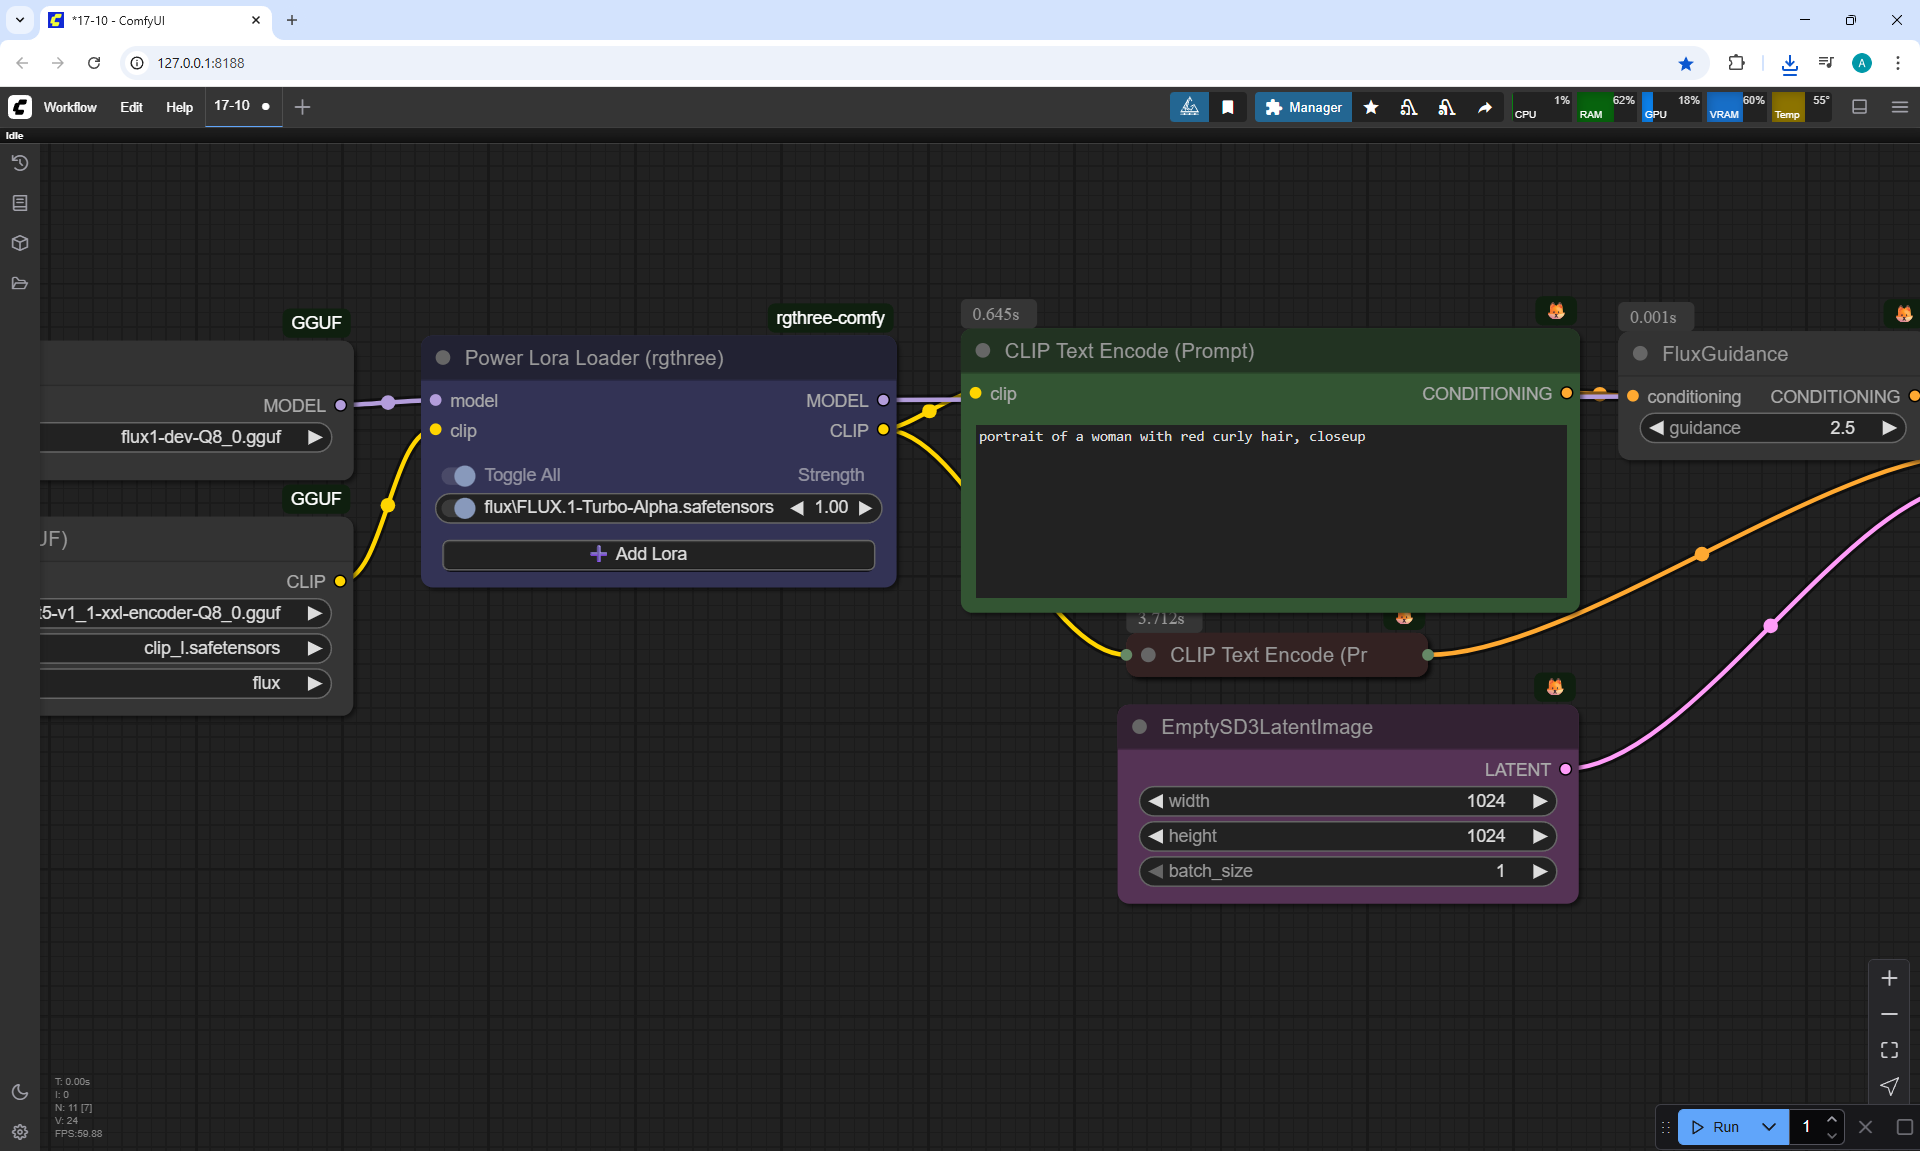 *17-10 - ComfyUI
127.0.0.1:8188
A
Workflow Edit Help 17-10
Manager
CPU 1% RAM 62% GPU 18% VRAM 60% Temp 55°
Idle
GGUF
MODEL
flux1-dev-Q8_0.gguf
GGUF
UF)
CLIP
t5-v1_1-xxl-encoder-Q8_0.gguf
clip_l.safetensors
flux
rgthree-comfy
Power Lora Loader (rgthree)
model MODEL
clip CLIP
Toggle All Strength
flux\FLUX.1-Turbo-Alpha.safetensors 1.00
Add Lora
0.645s
CLIP Text Encode (Prompt)
clip CONDITIONING
portrait of a woman with red curly hair, closeup
0.001s
FluxGuidance
conditioning CONDITIONING
guidance 2.5
3.712s
CLIP Text Encode (Pr
EmptySD3LatentImage
LATENT
width 1024
height 1024
batch_size 1
T: 0.00s
I: 0
N: 11 [7]
V: 24
FPS:59.88
Run 1